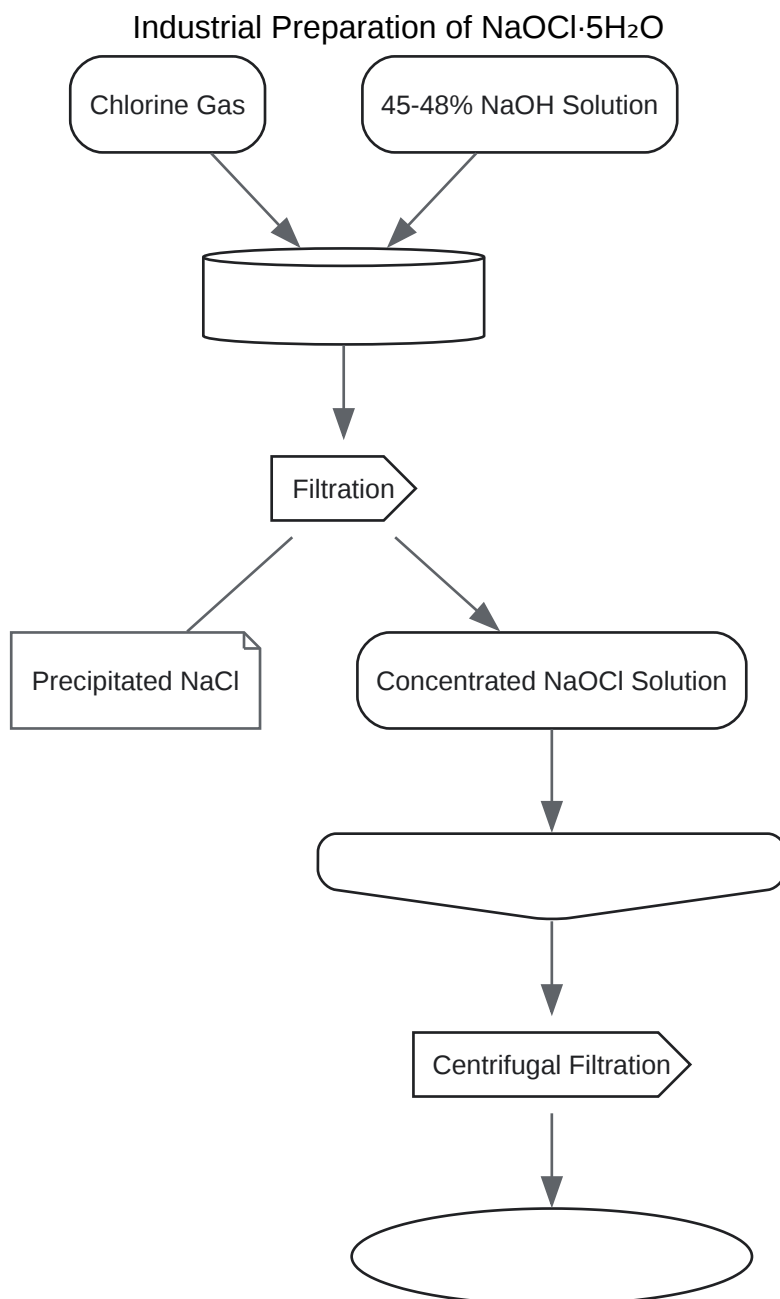 Industrial Preparation of NaOCl·5H₂O
Chlorine Gas
45-48% NaOH Solution
Filtration
Precipitated NaCl
Concentrated NaOCl Solution
Centrifugal Filtration